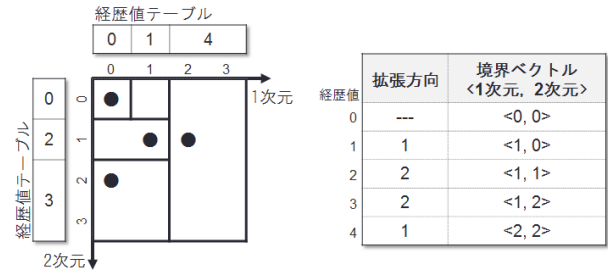 経歴値テーブル
0 1 4
0 1 2 3
1次元
経歴値テーブル
0 2 3
0 1 2 3
2次元
経歴値 拡張方向 境界ベクトル
<1次元, 2次元>
0 --- <0, 0>
1 1 <1, 0>
2 2 <1, 1>
3 2 <1, 2>
4 1 <2, 2>